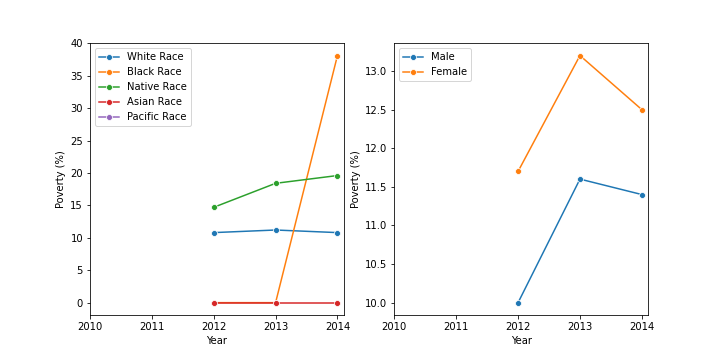 40
35
30
25
20
15
10
5
0
Poverty (%)
White Race
Black Race
Native Race
Asian Race
Pacific Race
2010 2011 2012 2013 2014
Year
13.0
12.5
12.0
11.5
11.0
10.5
10.0
Poverty (%)
Male
Female
2010 2011 2012 2013 2014
Year